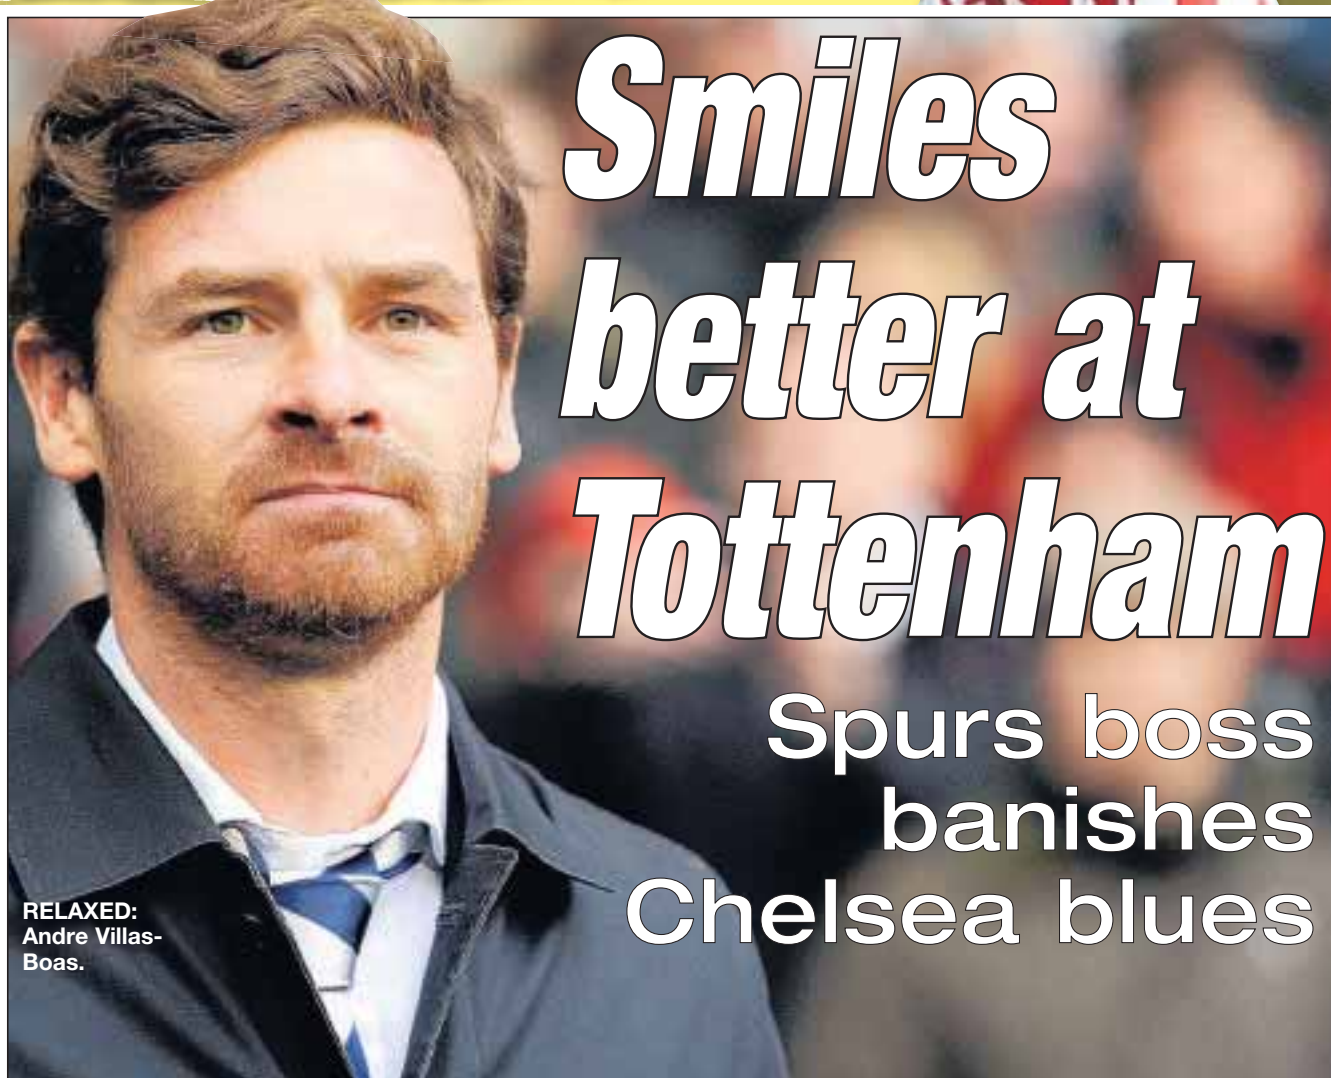 Smiles
better at
Tottenham
Spurs boss
banishes
Chelsea blues
RELAXED:
Andre Villas-
Boas.